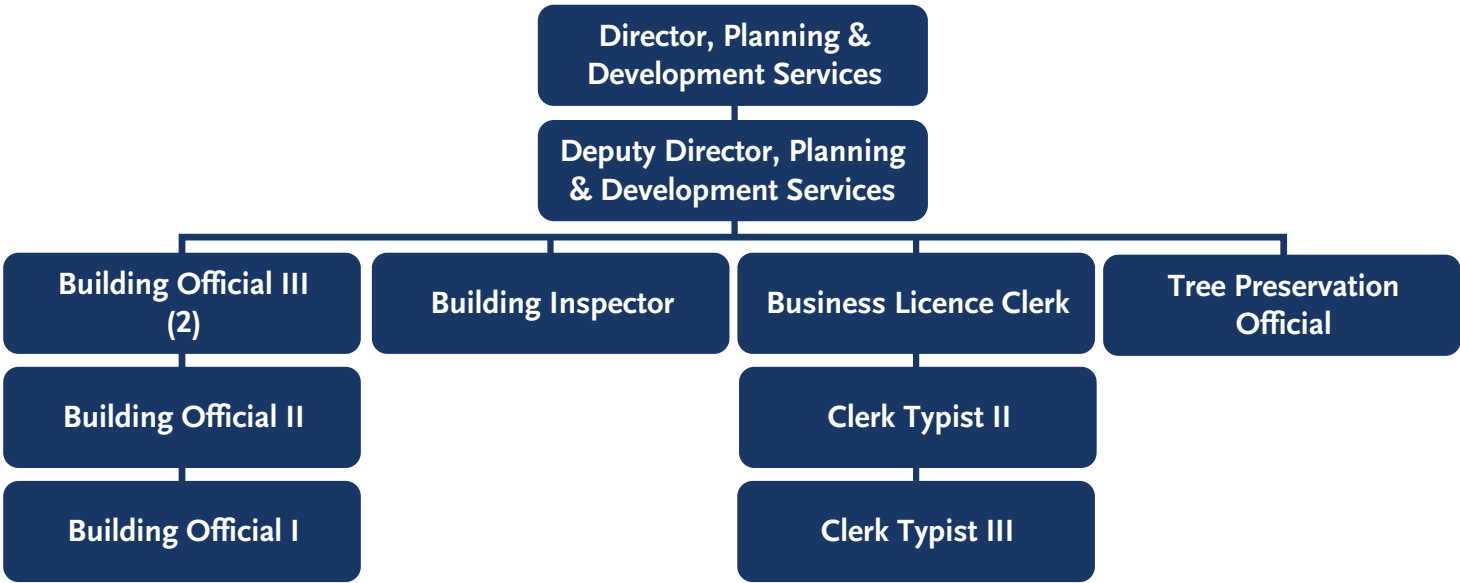 Director, Planning &
Development Services
Deputy Director, Planning
& Development Services
Building Official III
(2)
Building Inspector
Business Licence Clerk
Tree Preservation
Official
Building Official II
Clerk Typist II
Building Official I
Clerk Typist III